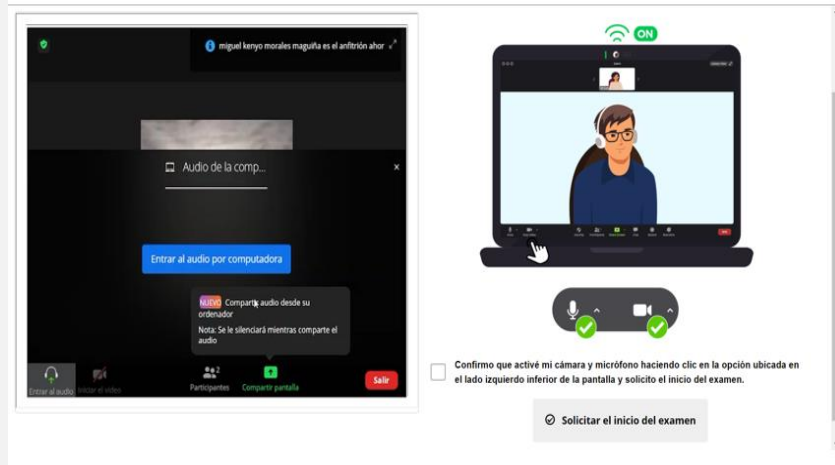 miguel kenyo morales maguiña es el anfitrión ahor
Audio de la comp...
Entrar al audio por computadora
NUEVO Compartir audio desde su
ordenador
Nota: Se le silenciará mientras comparte el
audio
Entrar al audio
Iniciar el video
2
Participantes
Compartir pantalla
Salir
ON
Confirmo que activé mi cámara y micrófono haciendo clic en la opción ubicada en
el lado izquierdo inferior de la pantalla y solicito el inicio del examen.
Solicitar el inicio del examen